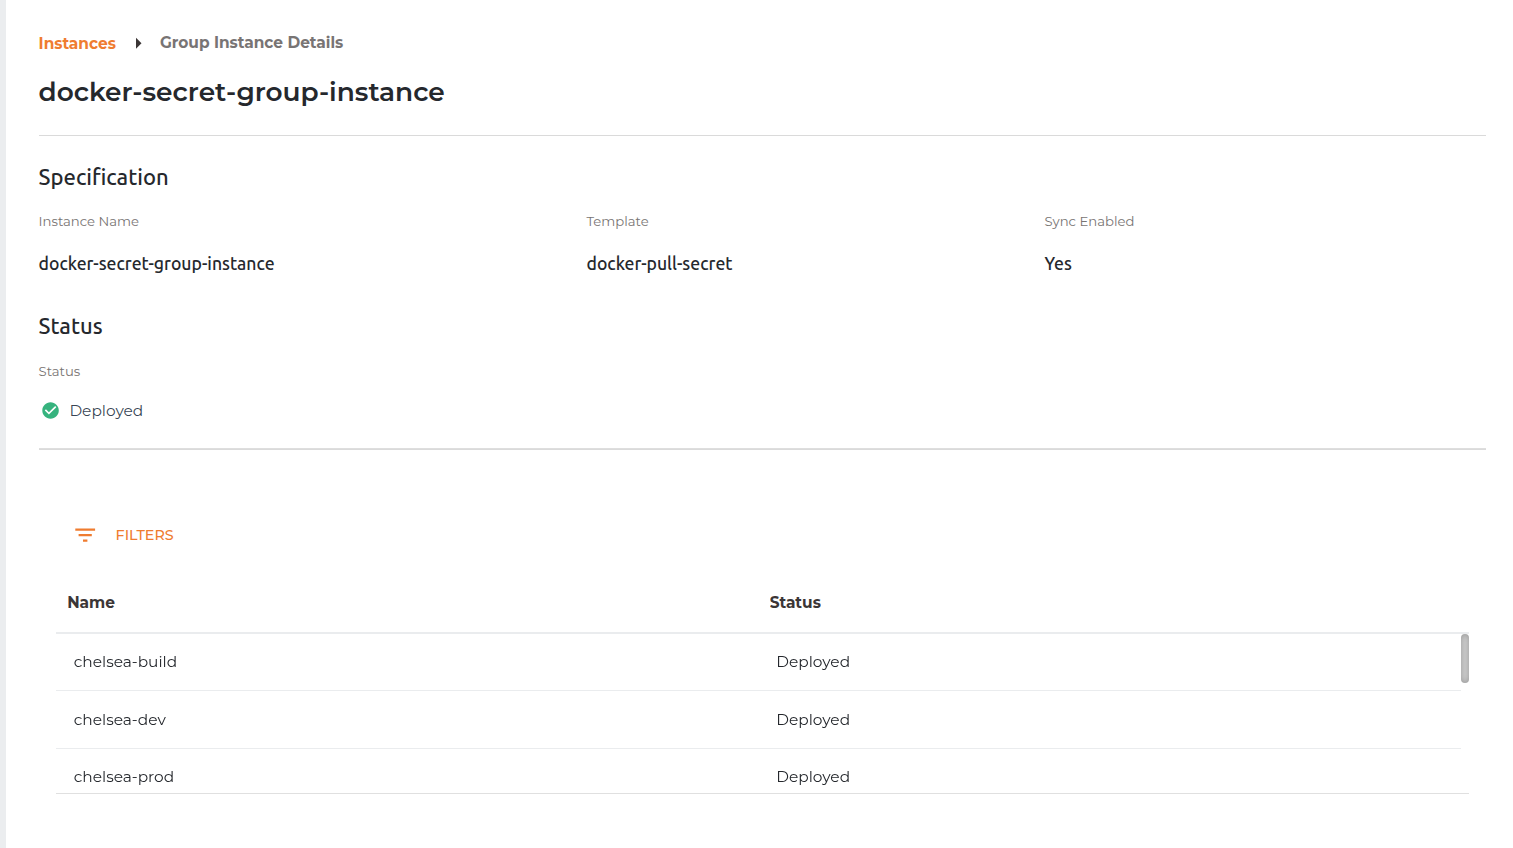 Instances Group Instance Details
docker-secret-group-instance
Specification
Instance Name Template Sync Enabled
docker-secret-group-instance docker-pull-secret Yes
Status
Status
Deployed
FILTERS
Name Status
chelsea-build Deployed
chelsea-dev Deployed
chelsea-prod Deployed